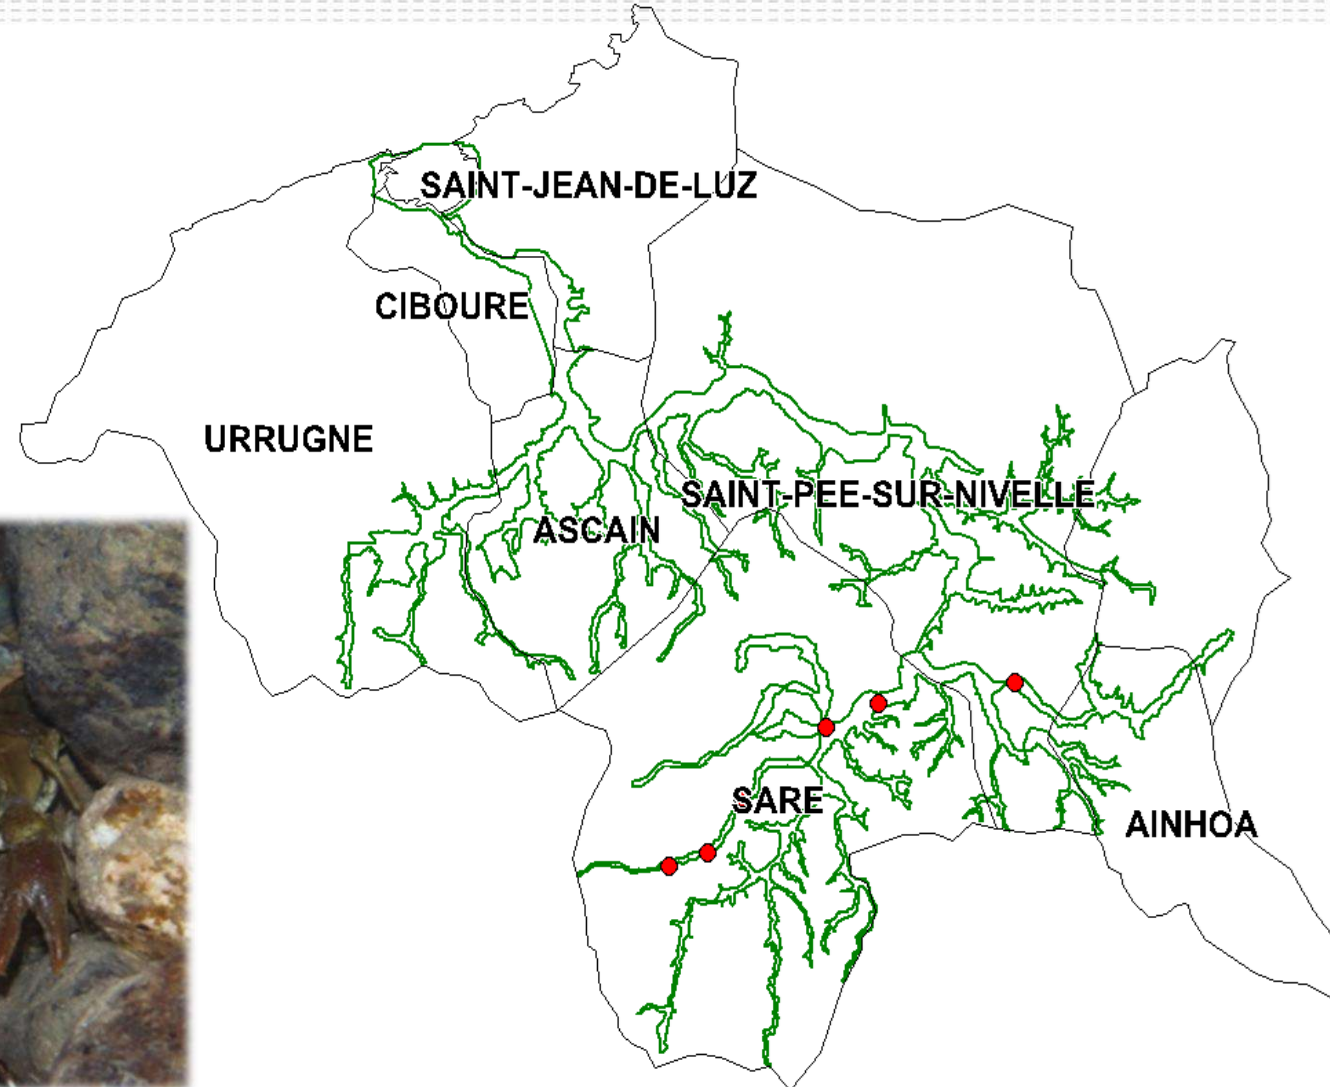 SAINT-JEAN-DE-LUZ
CIBOURE
URRUGNE
SAINT-PEE-SUR-NIVELLE
ASCAIN
SARE
AINHOA